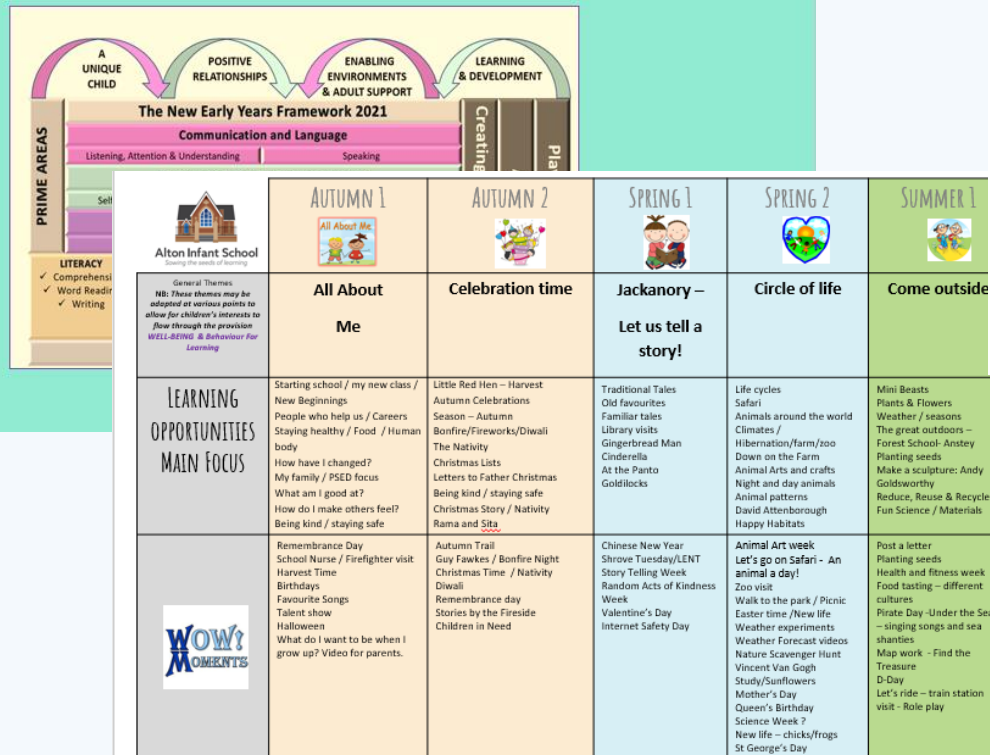 A
UNIQUE
CHILD
POSITIVE
RELATIONSHIPS
ENABLING
ENVIRONMENTS
& ADULT SUPPORT
LEARNING
& DEVELOPMENT
The New Early Years Framework 2021
Communication and Language
Listening, Attention & Understanding
Speaking
PRIME AREAS
Creating
LITERACY
✓ Word
✓ Writing
Alton Infant School
Sowing the seeds of learning
AUTUMN 1
AUTUMN 2
SPRING 1
SPRING 2
SUMMER 1
All About Me
General Themes
NB: These themes may be
adapted at various points to
allow for children's interests to
flow through the provision
WELL-BEING & Behaviour For
Learning
All About
Me
Celebration time
Jackanory –
Let us tell a
story!
Circle of life
Come outside
LEARNING
OPPORTUNITIES
MAIN FOCUS
Starting school / my new class /
New Beginnings
People who help us / Careers
Staying healthy / Food / Human
body
How have I changed?
My family / PSED focus
What am I good at?
How do I make others feel?
Being kind / staying safe
Little Red Hen – Harvest
Autumn Celebrations
Season – Autumn
Bonfire/Fireworks/Diwali
The Nativity
Christmas Lists
Letters to Father Christmas
Being kind / staying safe
Christmas Story / Nativity
Rama and Sita
Traditional Tales
Old favourites
Familiar tales
Library visits
Gingerbread Man
Cinderella
At the Panto
Goldilocks
Life cycles
Safari
Animals around the world
Climates /
Hibernation/farm/zoo
Down on the Farm
Animal Arts and crafts
Night and day animals
Animal patterns
David Attenborough
Happy Habitats
Mini Beasts
Plants & Flowers
Weather / seasons
The great outdoors –
Forest School- Anstey
Planting seeds
Make a sculpture: Andy
Goldsworthy
Reduce, Reuse & Recycle
Fun Science / Materials
WOW!
MOMENTS
Remembrance Day
School Nurse / Firefighter visit
Harvest Time
Birthdays
Favourite Songs
Talent show
Halloween
What do I want to be when I
grow up? Video for parents.
Autumn Trail
Guy Fawkes / Bonfire Night
Christmas Time / Nativity
Diwali
Remembrance day
Stories by the Fireside
Children in Need
Chinese New Year
Shrove Tuesday/LENT
Story Telling Week
Random Acts of Kindness
Week
Valentine's Day
Internet Safety Day
Animal Art week
Let's go on Safari - An
animal a day!
Zoo visit
Walk to the park / Picnic
Easter time /New life
Weather experiments
Weather Forecast videos
Nature Scavenger Hunt
Vincent Van Gogh
Study/Sunflowers
Mother's Day
Queen's Birthday
Science Week ?
New life – chicks/frogs
St George's Day
Post a letter
Planting seeds
Health and fitness week
Food tasting – different
cultures
Pirate Day -Under the Sea
– singing songs and sea
shanties
Map work - Find the
Treasure
D-Day
Let's ride – train station
visit - Role play